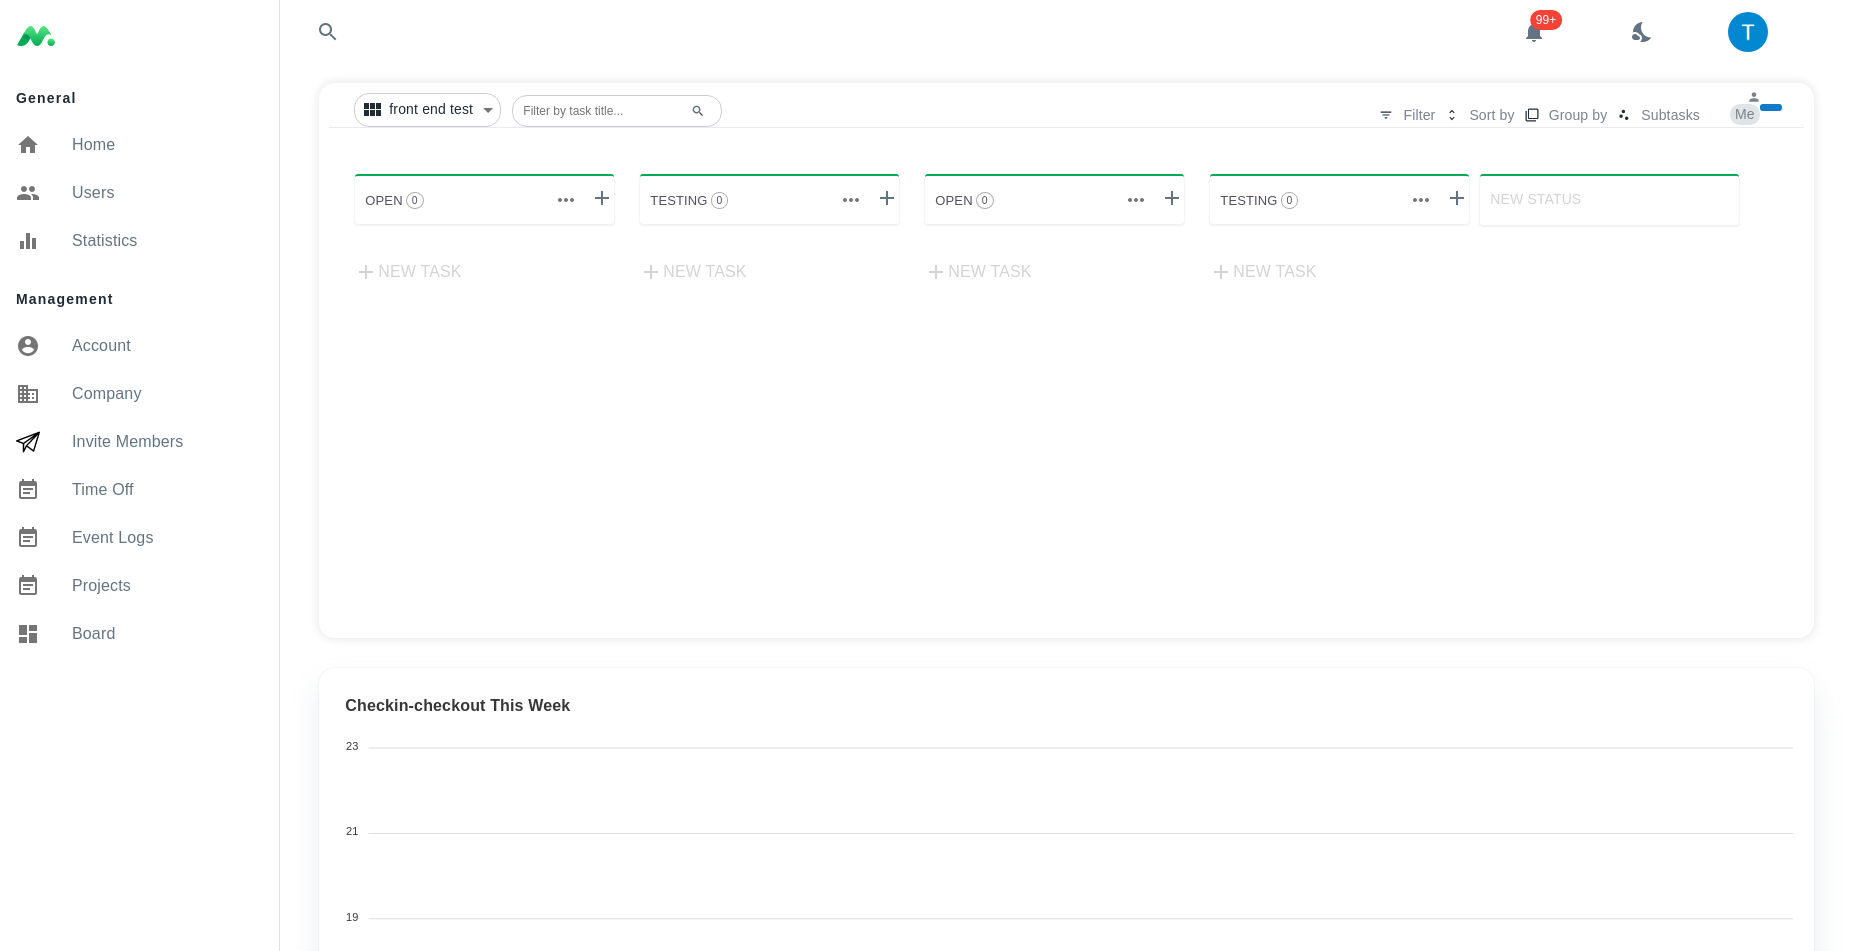 99+
T
General
Home
Users
Statistics
Management
Account
Company
Invite Members
Time Off
Event Logs
Projects
Board
front end test
Filter by task title...
Filter
Sort by
Group by
Subtasks
Me
OPEN 0
TESTING 0
OPEN 0
TESTING 0
NEW STATUS
NEW TASK
NEW TASK
NEW TASK
NEW TASK
Checkin-checkout This Week
23
21
19